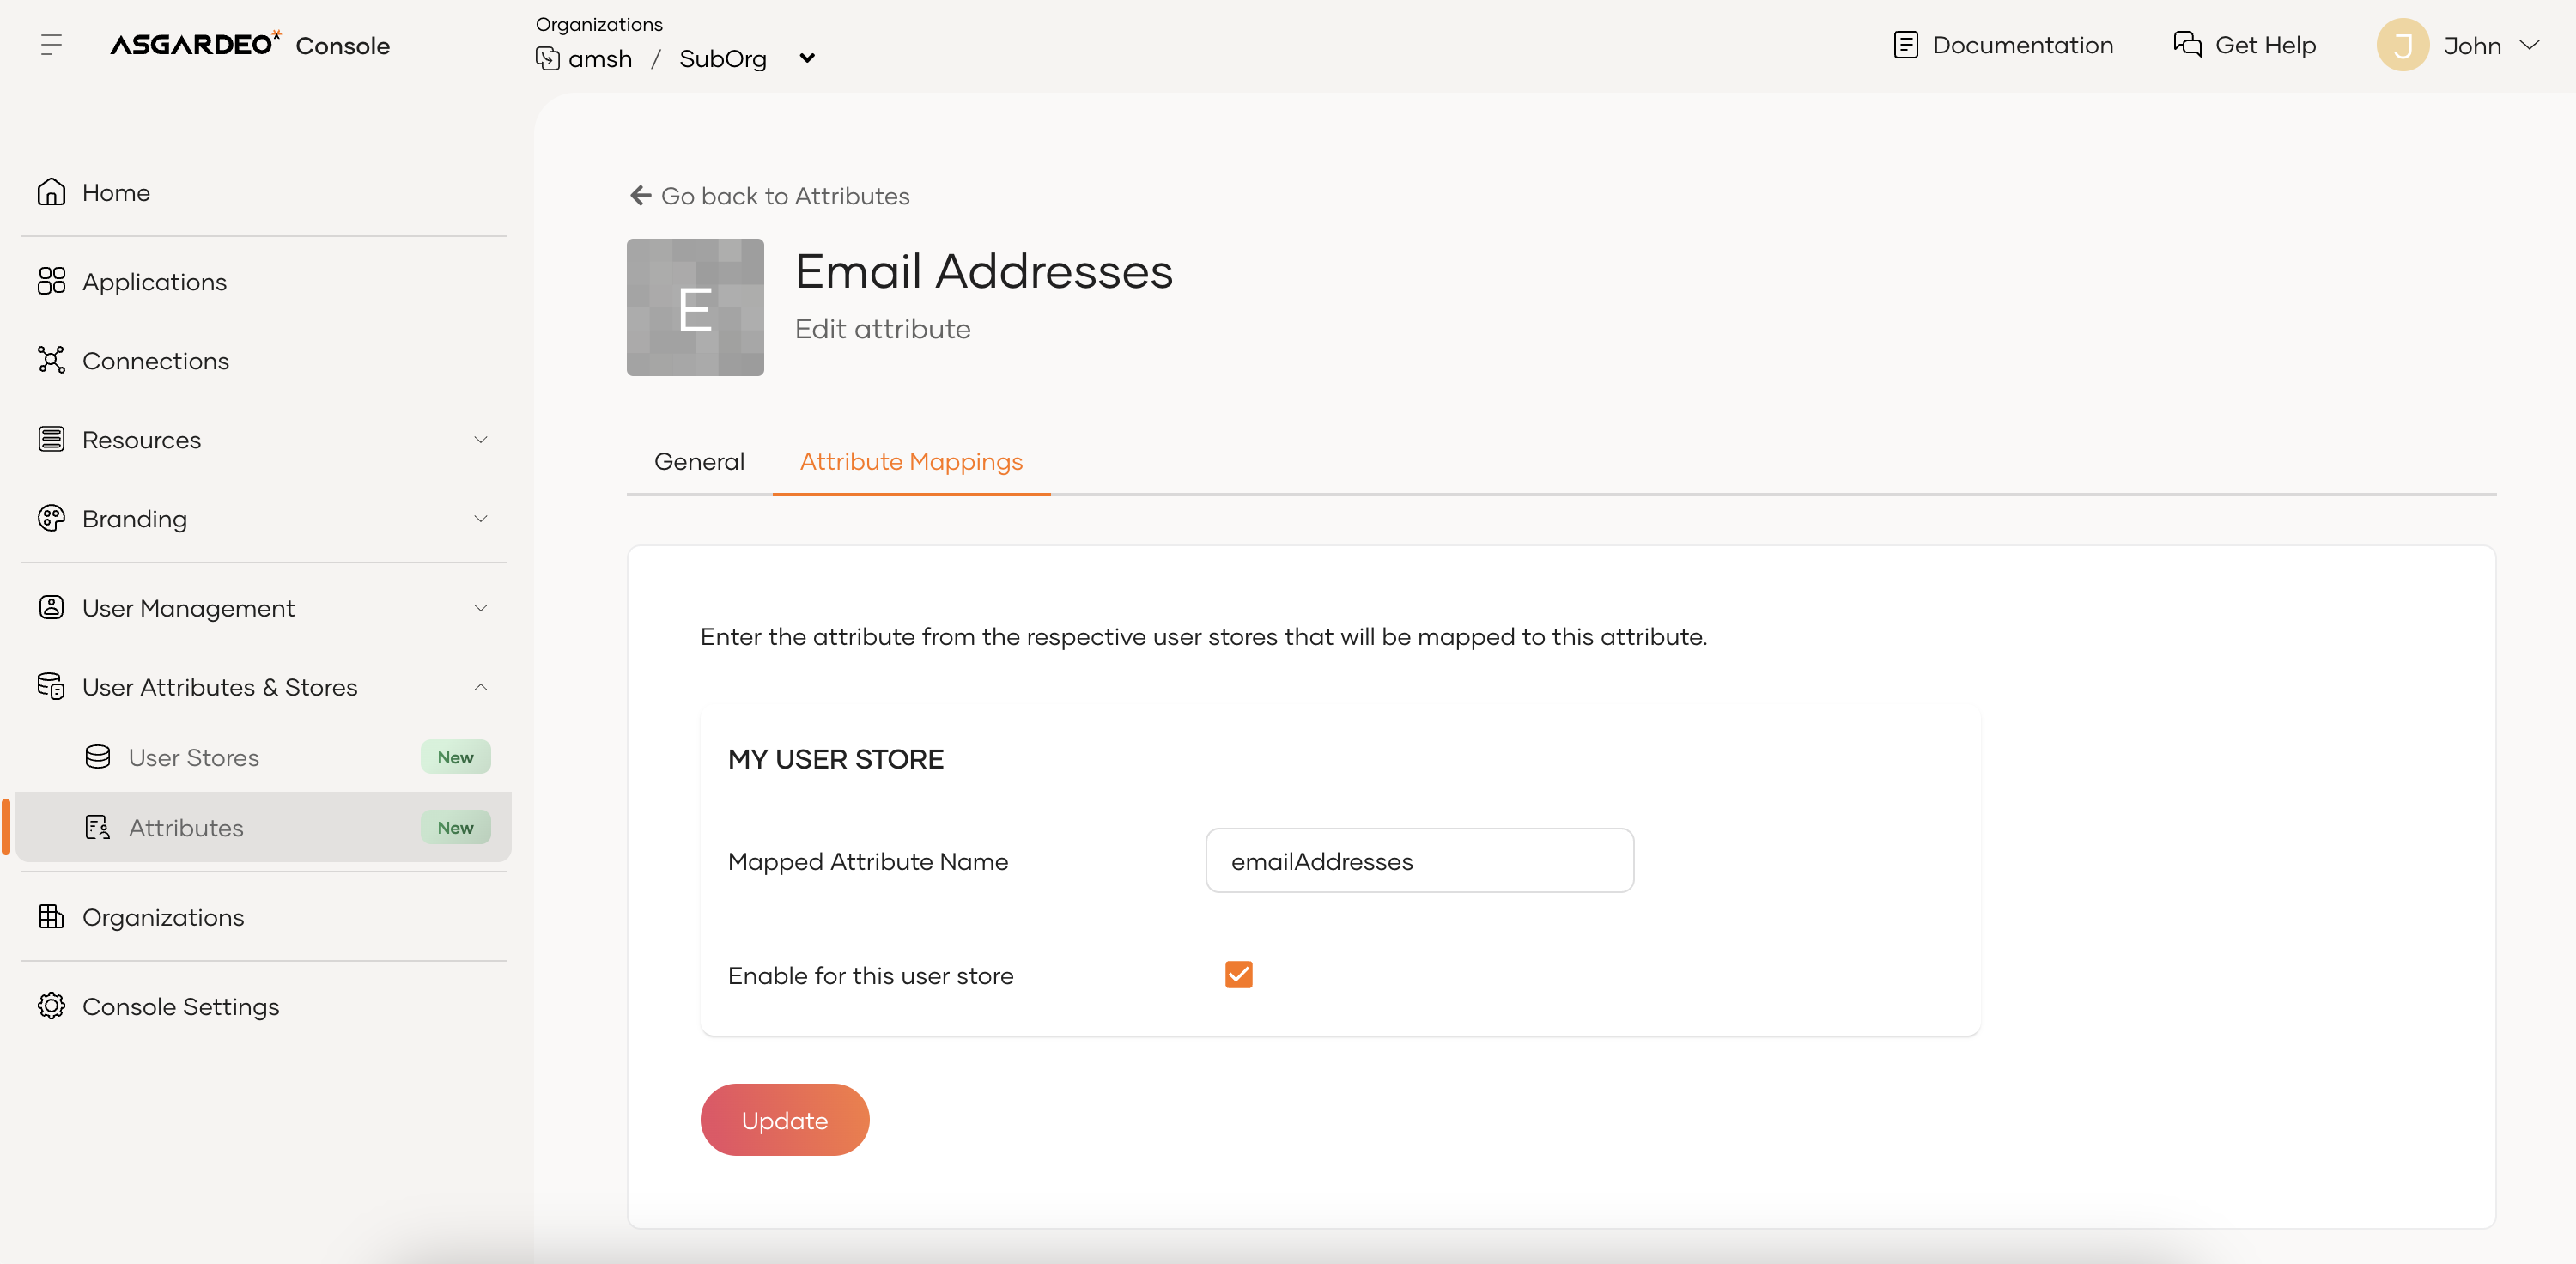 ASGARDEO Console
Organizations
amsh / SubOrg
Documentation
Get Help
J
John
Home
Applications
Connections
Resources
Branding
User Management
User Attributes & Stores
User Stores New
Attributes New
Organizations
Console Settings
Go back to Attributes
E
Email Addresses
Edit attribute
General
Attribute Mappings
Enter the attribute from the respective user stores that will be mapped to this attribute.
MY USER STORE
Mapped Attribute Name
emailAddresses
Enable for this user store
Update